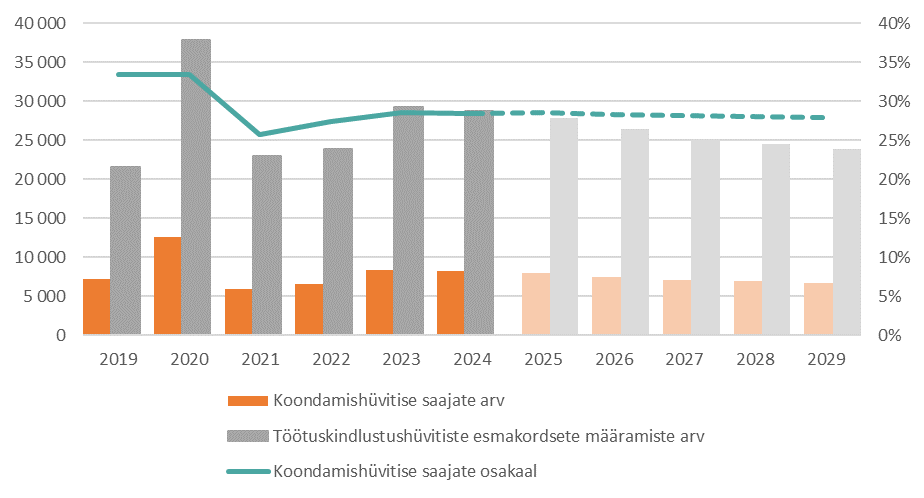 40 000 40%
35 000 35%
30 000 30%
25 000 25%
20 000 20%
15 000 15%
10 000 10%
5 000 5%
0 0%
2019 2020 2021 2022 2023 2024 2025 2026 2027 2028 2029
Koondamishüvitise saajate arv
Töötuskindlustushüvitiste esmakordsete määramiste arv
Koondamishüvitise saajate osakaal